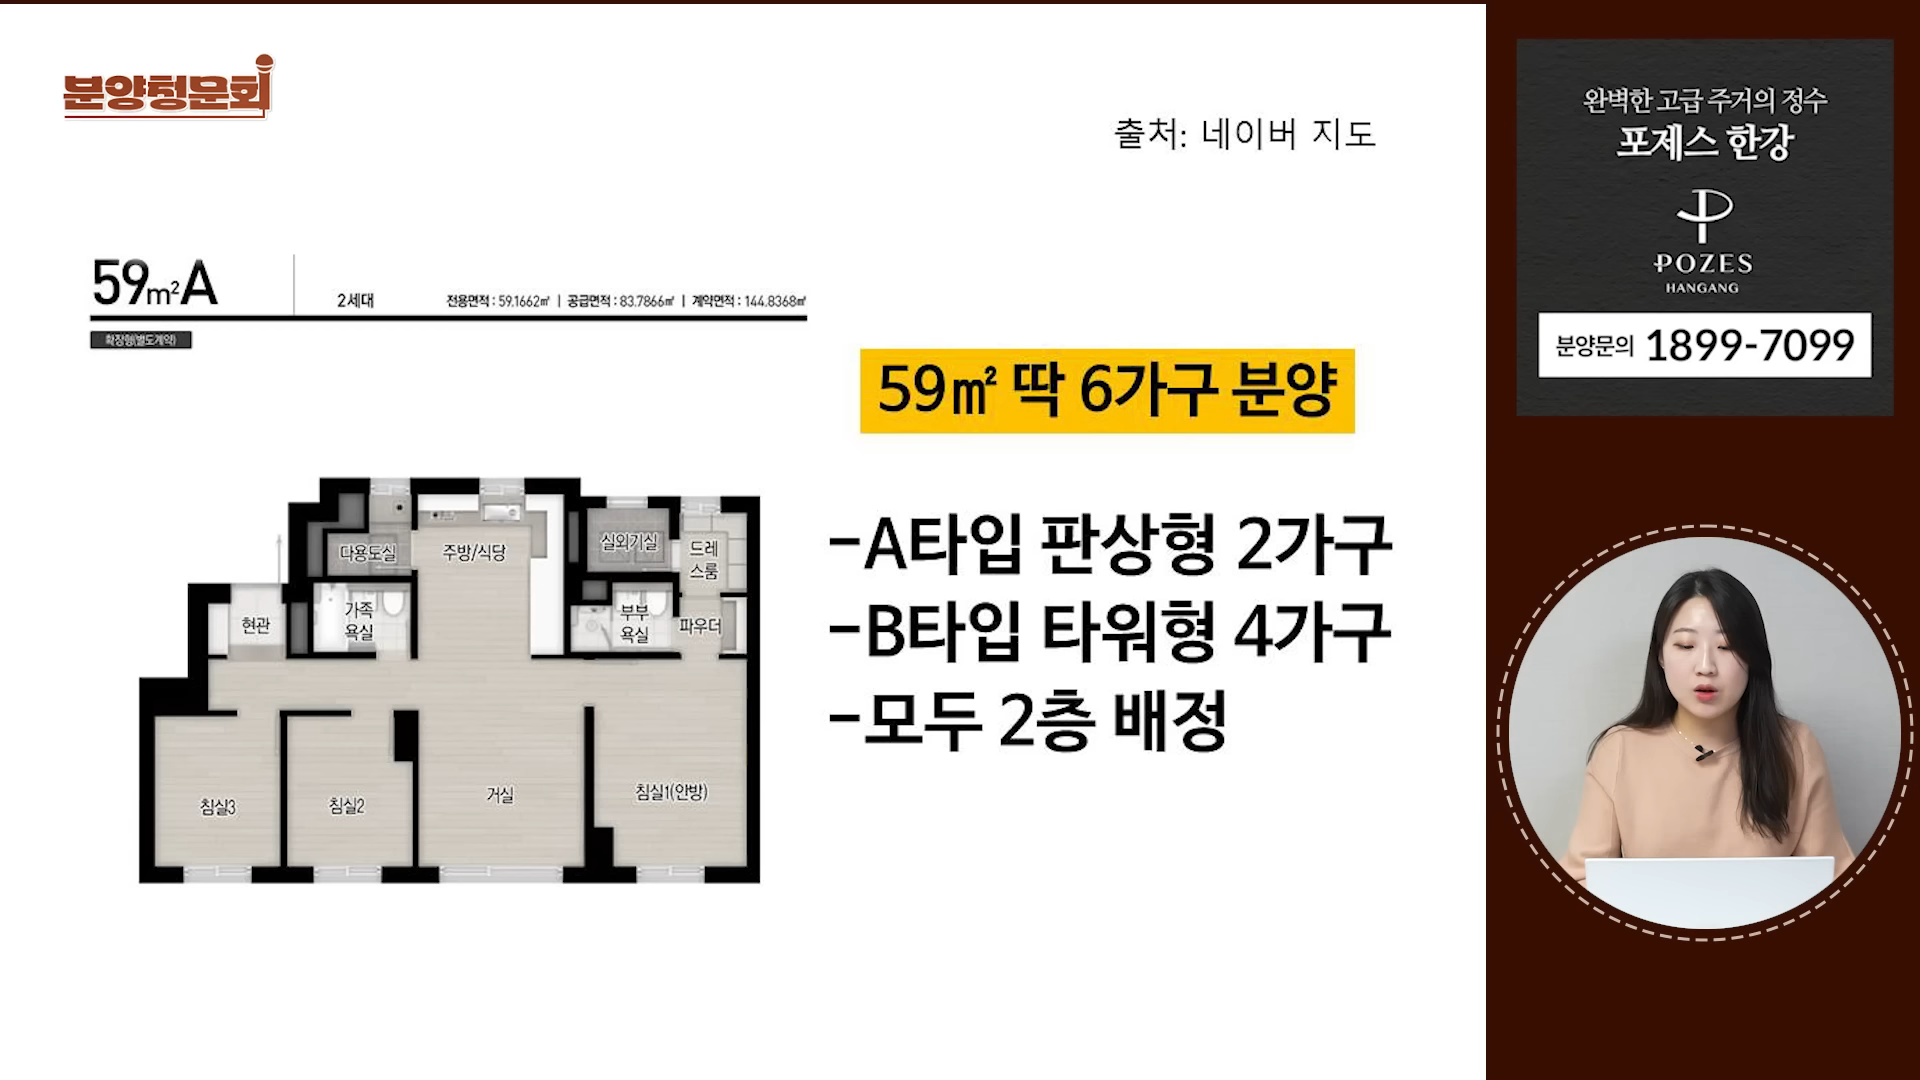 분양청문회
출처: 네이버 지도
59m²A
2세대
전용면적 : 59.1662㎡ | 공급면적 : 83.7866㎡ | 계약면적 : 144.8368㎡
확장형(별도계약)
59㎡ 딱 6가구 분양
-A타입 판상형 2가구
-B타입 타워형 4가구
-모두 2층 배정
다용도실
주방/식당
실외기실
드레
스룸
현관
가족
욕실
부부
욕실
파우더
침실3
침실2
거실
침실1(안방)
완벽한 고급 주거의 정수
포제스 한강
POZES
HANGANG
분양문의 1899-7099